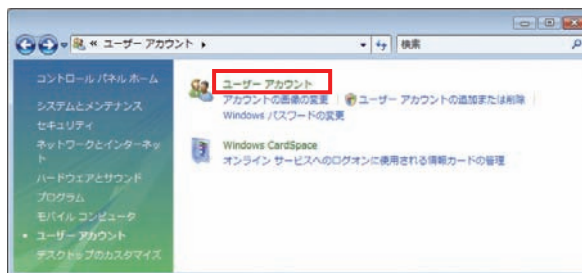 « ユーザー アカウント
検索
コントロール パネル ホーム
システムとメンテナンス
セキュリティ
ネットワークとインターネッ
ト
ハードウェアとサウンド
プログラム
モバイル コンピュータ
ユーザー アカウント
デスクトップのカスタマイズ
ユーザー アカウント
アカウントの画像の変更 ユーザー アカウントの追加または削除
Windows パスワードの変更
Windows CardSpace
オンライン サービスへのログオンに使用される情報カードの管理